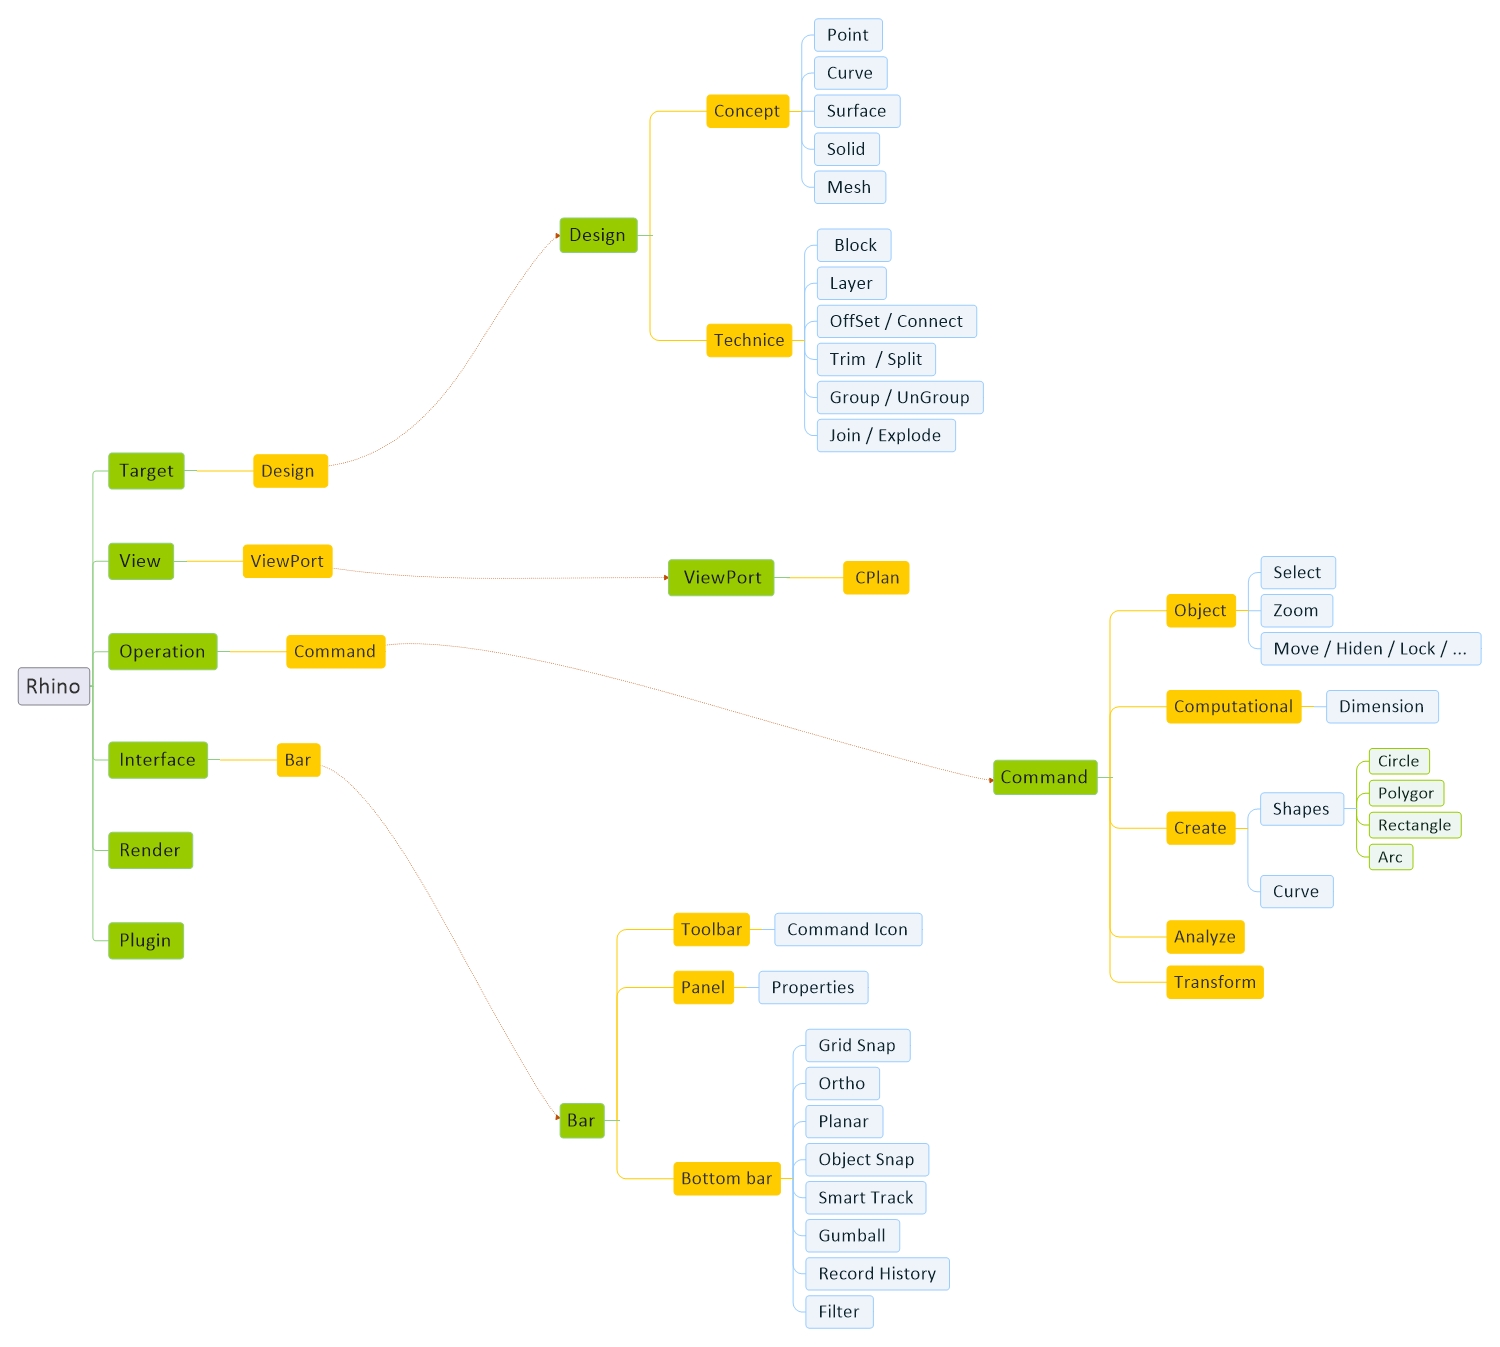 Rhino
Target
Design
View
ViewPort
Operation
Command
Interface
Bar
Render
Plugin
Design
Concept
Point
Curve
Surface
Solid
Mesh
Technice
Block
Layer
OffSet / Connect
Trim  / Split
Group / UnGroup
Join / Explode
ViewPort
CPlan
Command
Object
Select
Zoom
Move / Hiden / Lock / ...
Computational
Dimension
Create
Shapes
Circle
Polygor
Rectangle
Arc
Curve
Analyze
Transform
Bar
Toolbar
Command Icon
Panel
Properties
Bottom bar
Grid Snap
Ortho
Planar
Object Snap
Smart Track
Gumball
Record History
Filter